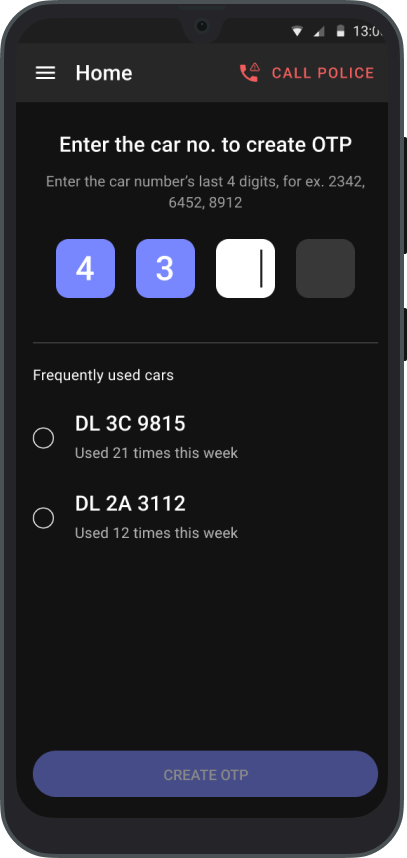 13:0
Home
CALL POLICE
Enter the car no. to create OTP
Enter the car number's last 4 digits, for ex. 2342,
6452, 8912
4 3
Frequently used cars
DL 3C 9815
Used 21 times this week
DL 2A 3112
Used 12 times this week
CREATE OTP